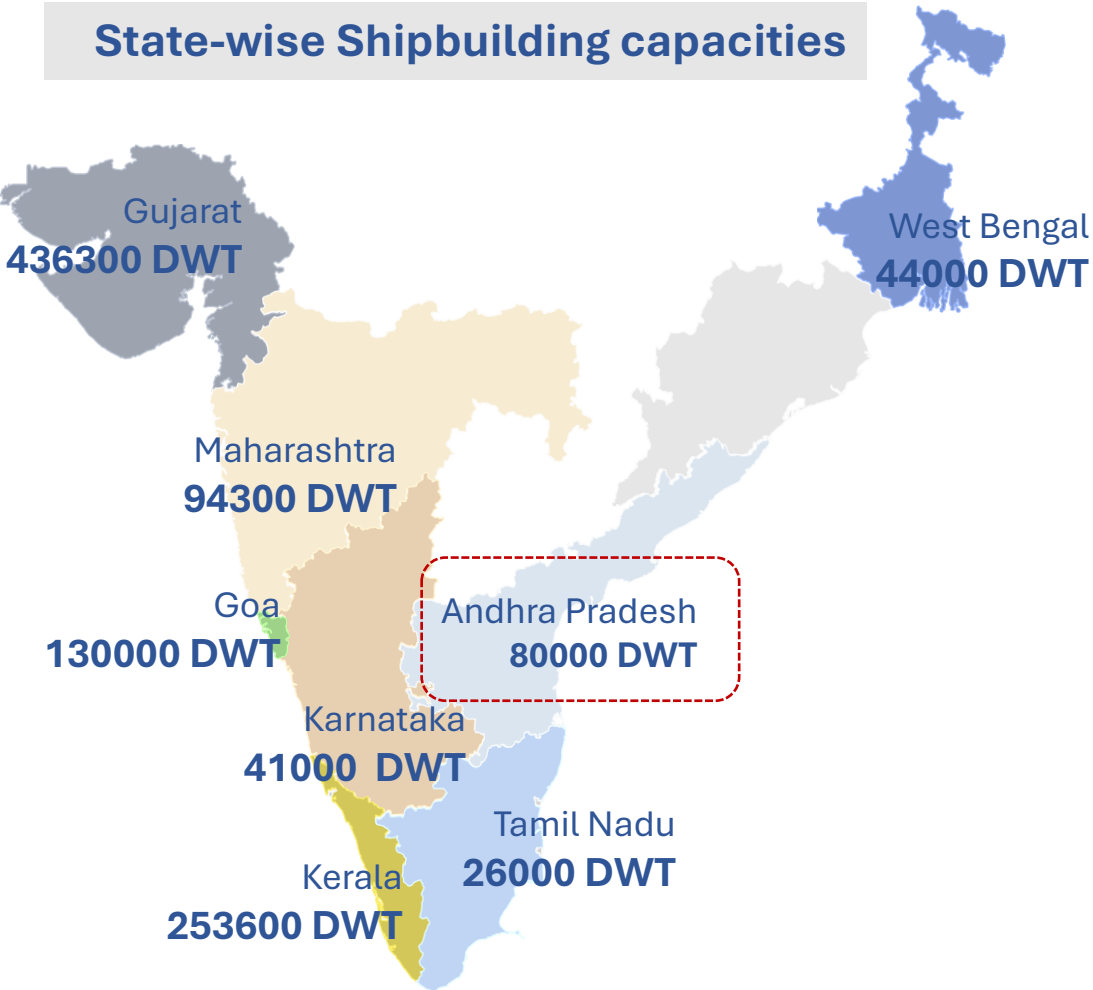 State-wise Shipbuilding capacities
Gujarat
436300 DWT
West Bengal
44000 DWT
Maharashtra
94300 DWT
Goa
130000 DWT
Andhra Pradesh
80000 DWT
Karnataka
41000  DWT
Tamil Nadu
26000 DWT
Kerala
253600 DWT